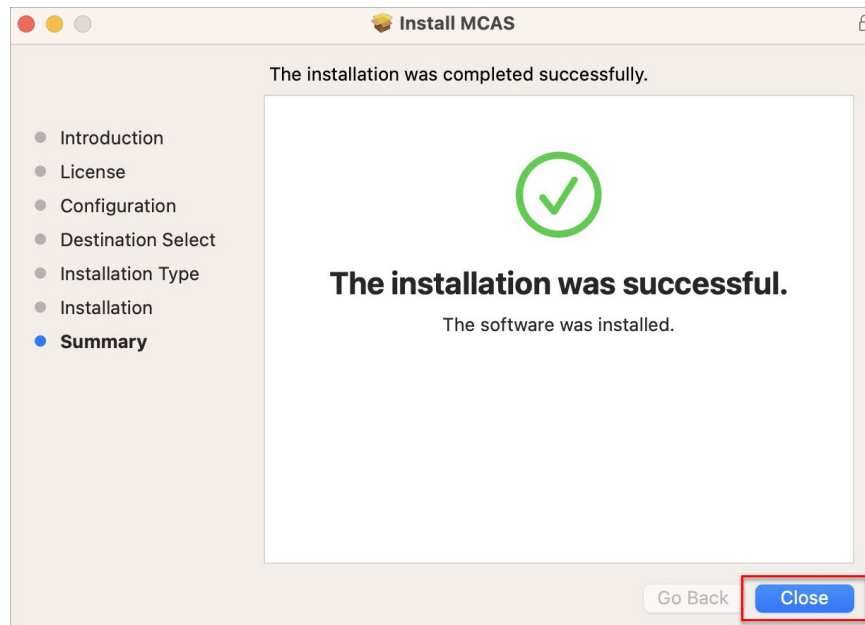 Install MCAS
The installation was completed successfully.
Introduction
License
Configuration
Destination Select
Installation Type
Installation
Summary
The installation was successful.
The software was installed.
Go Back
Close